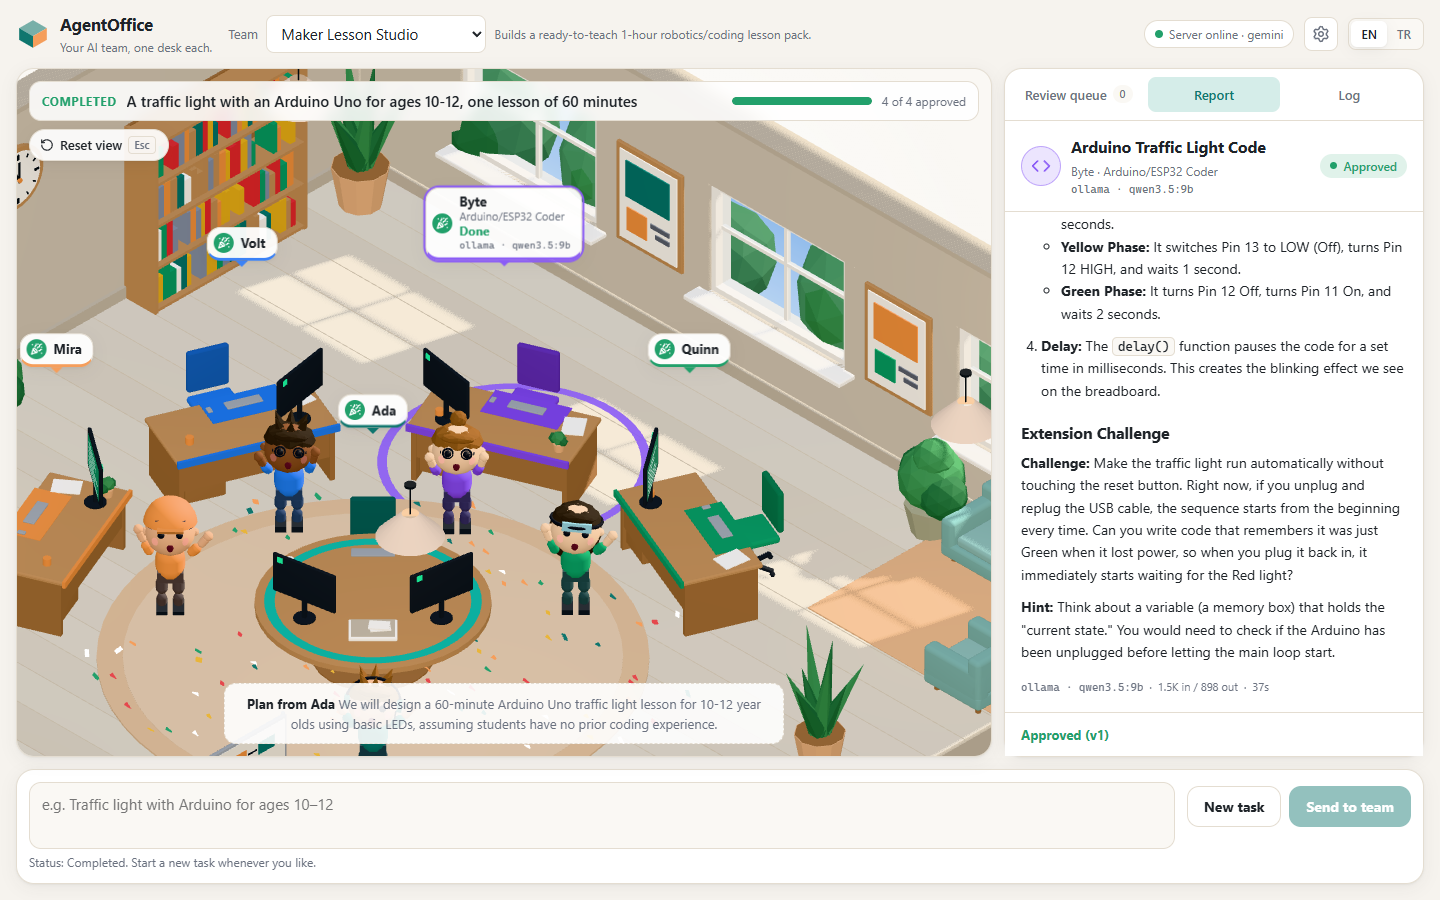 AgentOffice
Your AI team, one desk each.
Team
Maker Lesson Studio
Builds a ready-to-teach 1-hour robotics/coding lesson pack.
Server online · gemini
EN
TR
COMPLETED
A traffic light with an Arduino Uno for ages 10-12, one lesson of 60 minutes
4 of 4 approved
Reset view
Esc
Byte
Arduino/ESP32 Coder
Done
ollama · qwen3.5:9b
Volt
Mira
Quinn
Ada
Plan from Ada We will design a 60-minute Arduino Uno traffic light lesson for 10-12 year
olds using basic LEDs, assuming students have no prior coding experience.
Review queue 0
Report
Log
Arduino Traffic Light Code
Byte · Arduino/ESP32 Coder
ollama · qwen3.5:9b
Approved
seconds.
Yellow Phase: It switches Pin 13 to LOW (Off), turns Pin
12 HIGH, and waits 1 second.
Green Phase: It turns Pin 12 Off, turns Pin 11 On, and
waits 2 seconds.
4. Delay: The delay() function pauses the code for a set
time in milliseconds. This creates the blinking effect we see
on the breadboard.
Extension Challenge
Challenge: Make the traffic light run automatically without
touching the reset button. Right now, if you unplug and
replug the USB cable, the sequence starts from the beginning
every time. Can you write code that remembers it was just
Green when it lost power, so when you plug it back in, it
immediately starts waiting for the Red light?
Hint: Think about a variable (a memory box) that holds the
"current state." You would need to check if the Arduino has
been unplugged before letting the main loop start.
ollama · qwen3.5:9b · 1.5K in / 898 out · 37s
Approved (v1)
e.g. Traffic light with Arduino for ages 10–12
New task
Send to team
Status: Completed. Start a new task whenever you like.